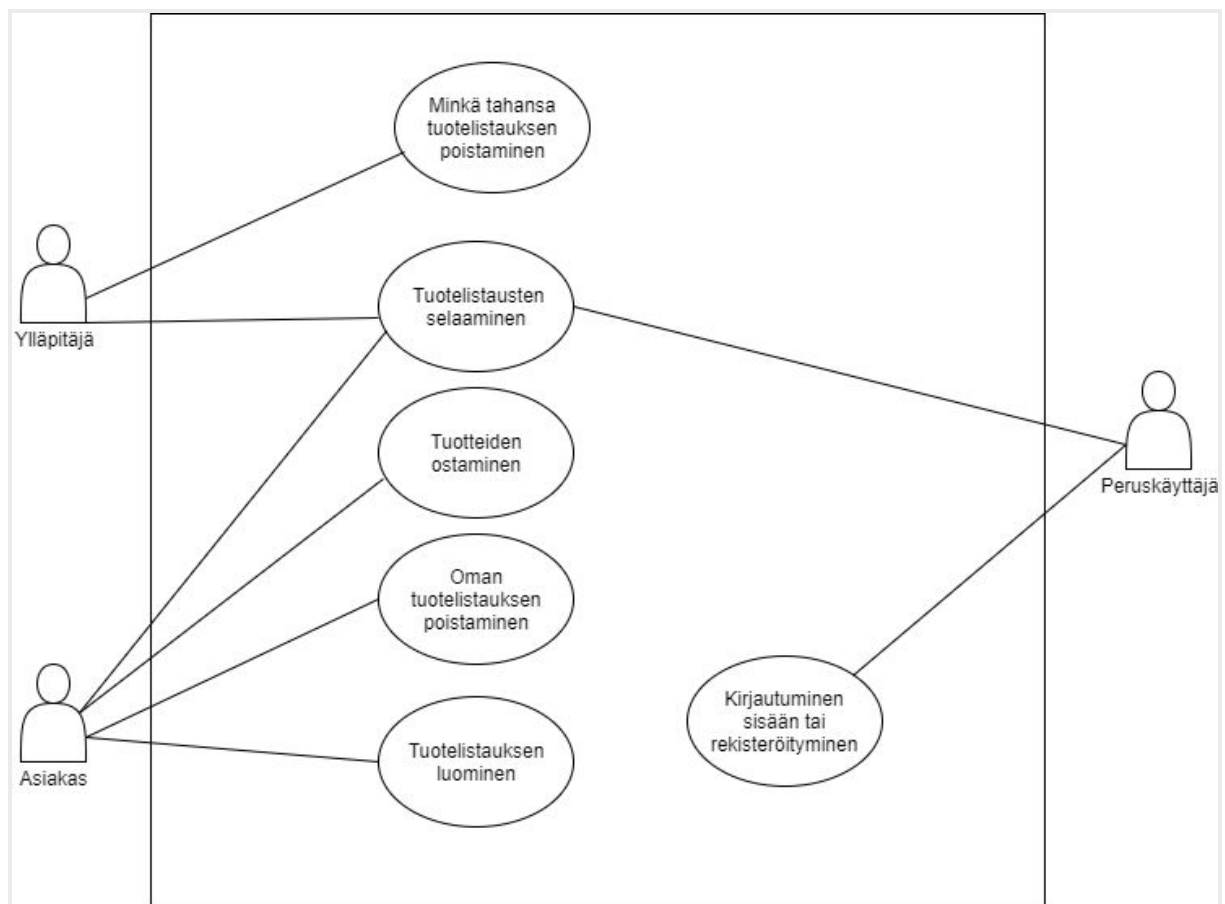 Minkä tahansa
tuotelistauksen
poistaminen
Tuotelistausten
selaaminen
Ylläpitäjä
Tuotteiden
ostaminen
Peruskäyttäjä
Oman
tuotelistauksen
poistaminen
Kirjautuminen
sisään tai
rekisteröityminen
Tuotelistauksen
luominen
Asiakas